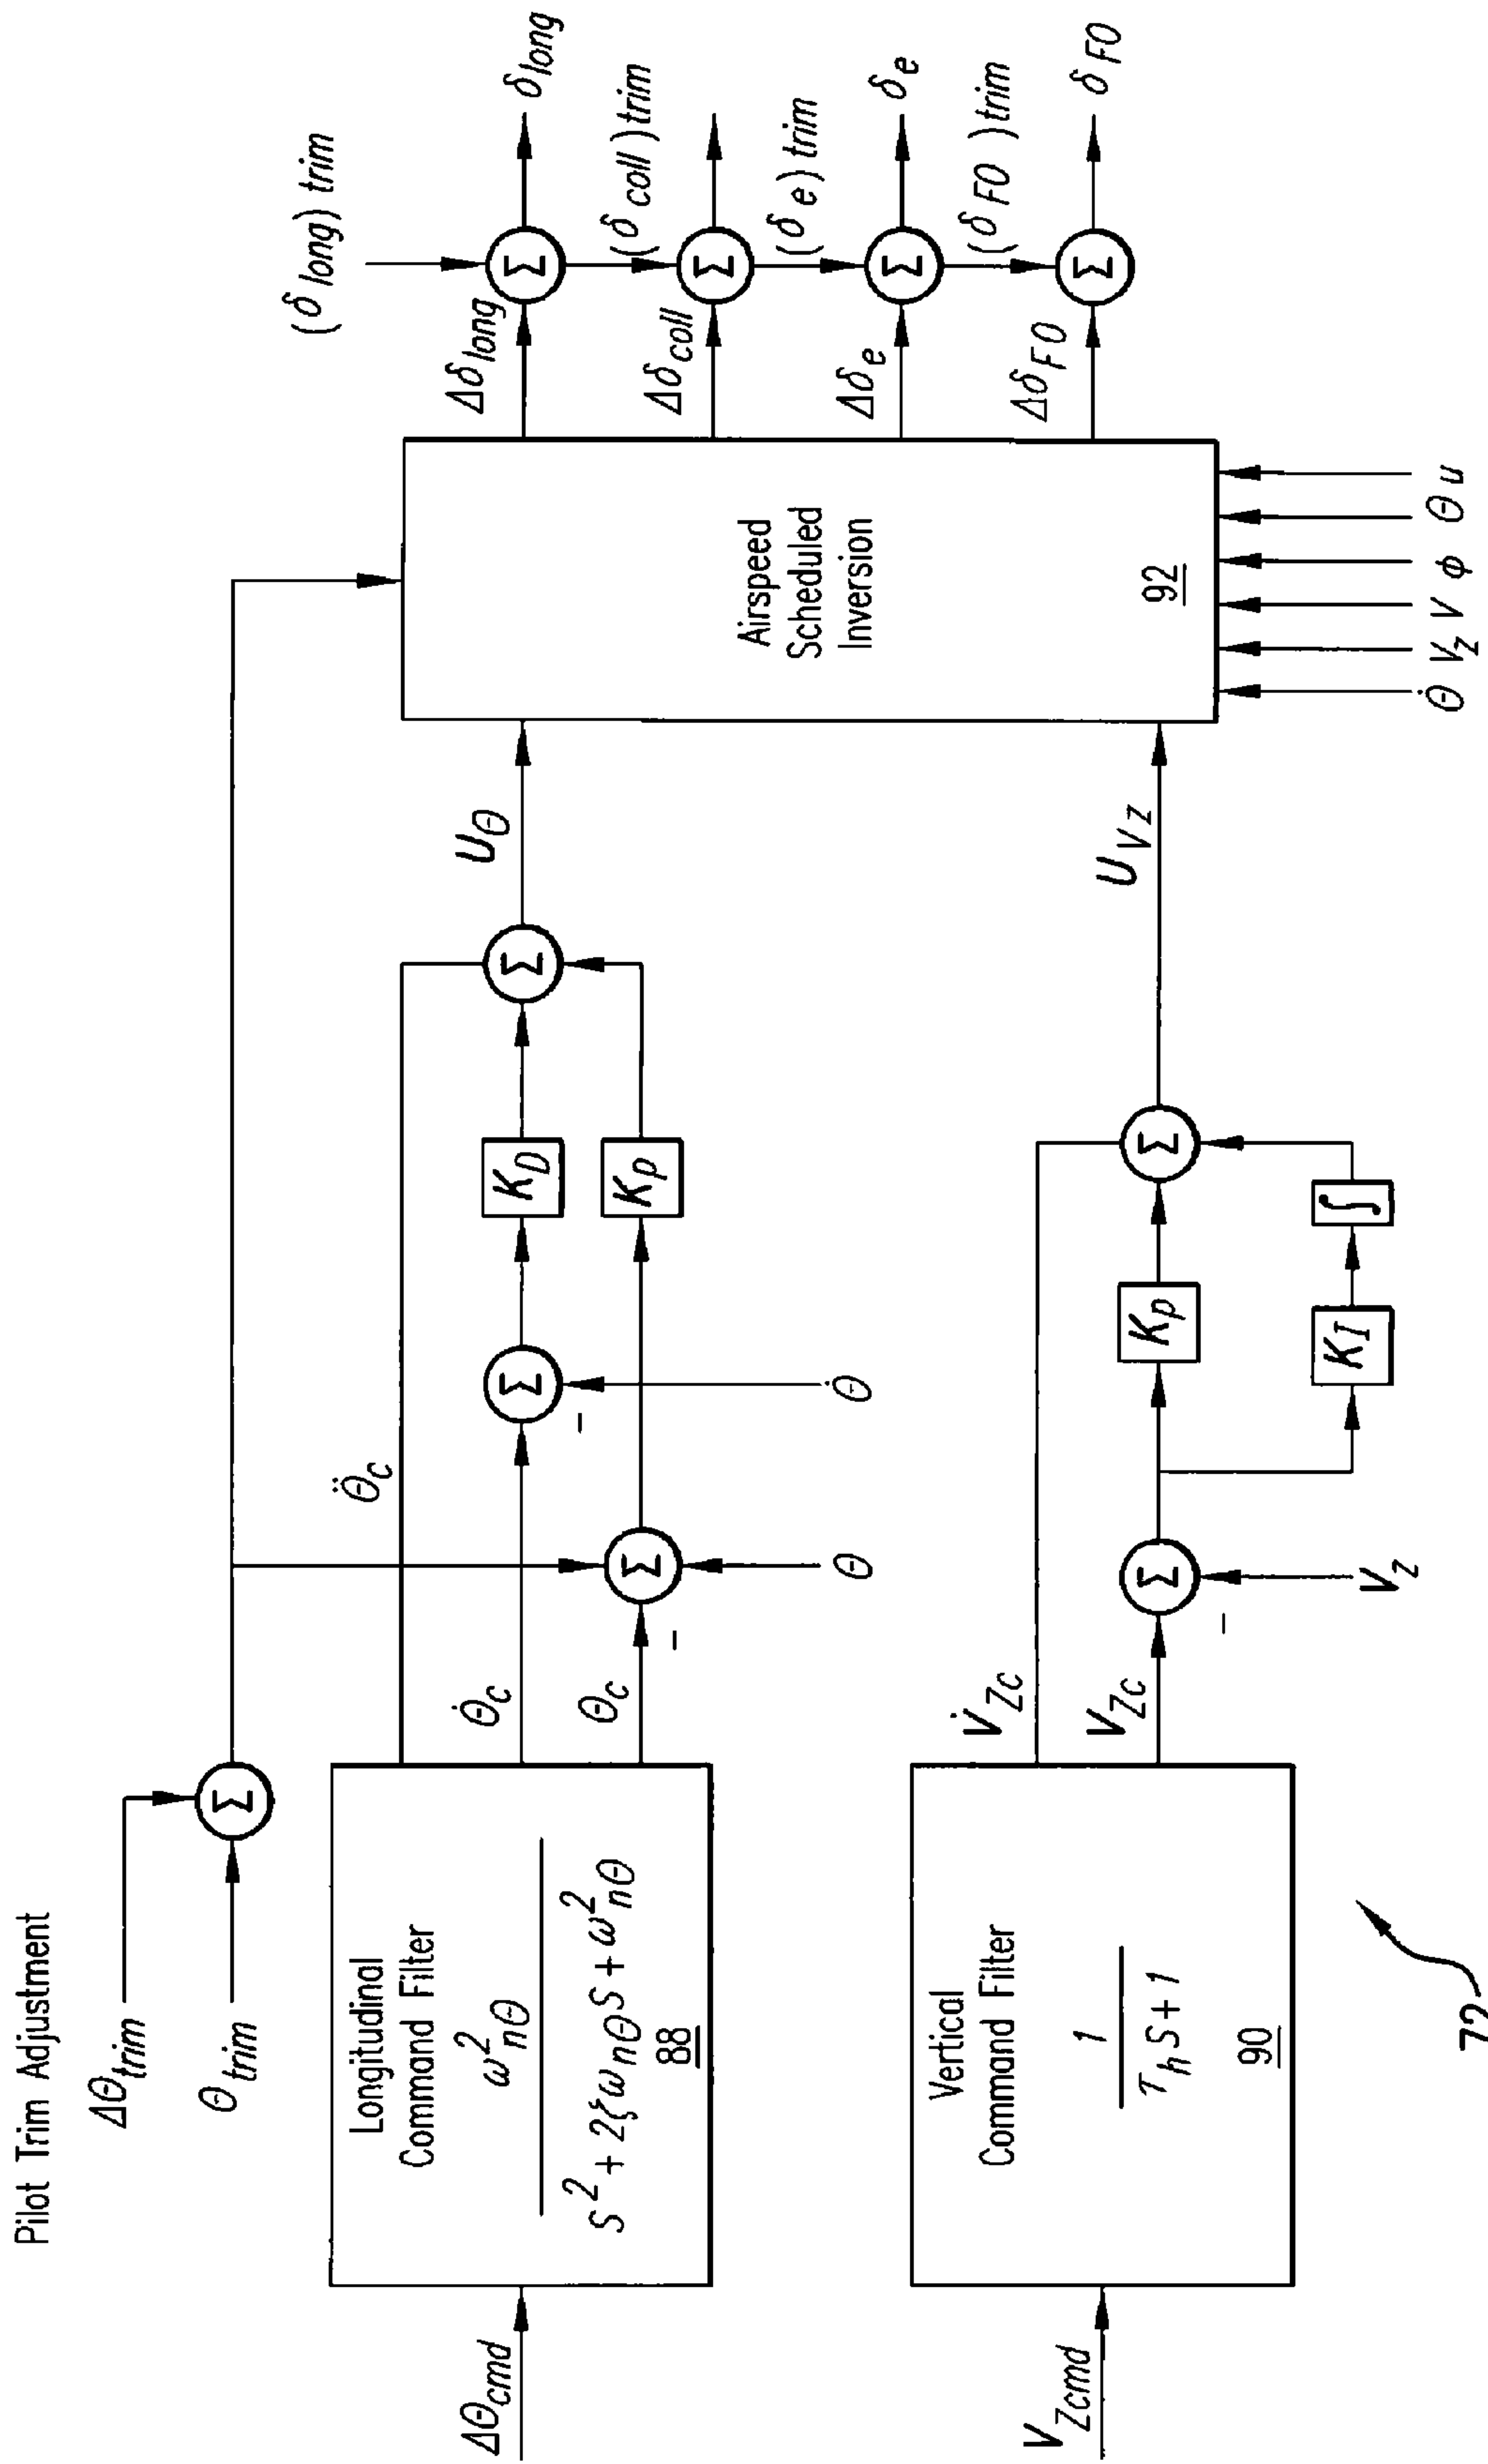 Pilot Trim Adjustment
ΔΘtrim
Θtrim
Σ
ΔΘcmd
Longitudinal
Command Filter
ω²nΘ
S² + 2ξωnΘS + ω²nΘ
88
Θ̈c
Θ̇c
Θc
Σ
-
Θ
Σ
-
Θ̇
KD
KP
Σ
UΘ
VZcmd
Vertical
Command Filter
1
τhS + 1
90
V̇Zc
VZc
Σ
-
VZ
KP
KI
∫
Σ
UVZ
Airspeed
Scheduled
Inversion
92
Θ̇ VZ V ϕ Θ u
(δlong) trim
Δδlong
Σ
δlong
(δcoll) trim
Δδcoll
Σ
(δe) trim
Δδe
Σ
δe
(δFO) trim
ΔδFO
Σ
δFO
72